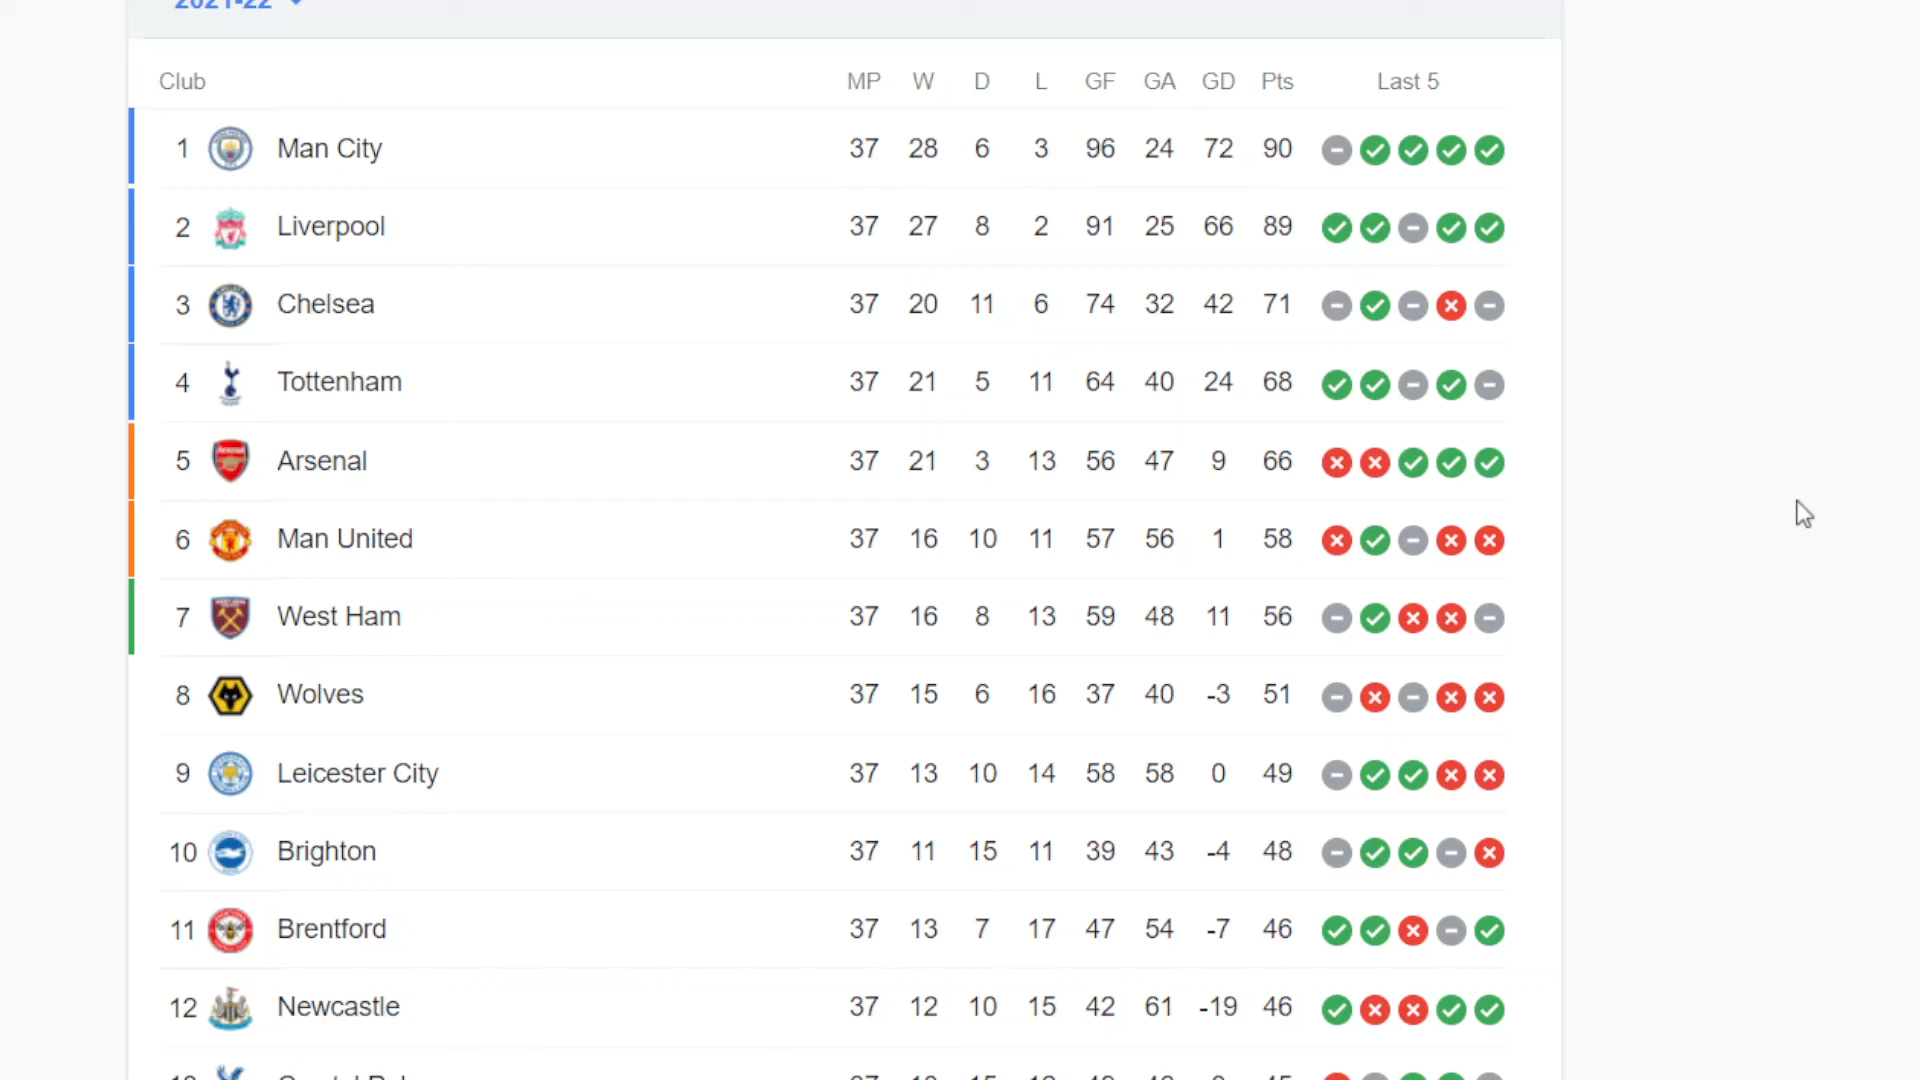 2021-22
Club MP W D L GF GA GD Pts Last 5
1 Man City 37 28 6 3 96 24 72 90
2 Liverpool 37 27 8 2 91 25 66 89
3 Chelsea 37 20 11 6 74 32 42 71
4 Tottenham 37 21 5 11 64 40 24 68
5 Arsenal 37 21 3 13 56 47 9 66
6 Man United 37 16 10 11 57 56 1 58
7 West Ham 37 16 8 13 59 48 11 56
8 Wolves 37 15 6 16 37 40 -3 51
9 Leicester City 37 13 10 14 58 58 0 49
10 Brighton 37 11 15 11 39 43 -4 48
11 Brentford 37 13 7 17 47 54 -7 46
12 Newcastle 37 12 10 15 42 61 -19 46